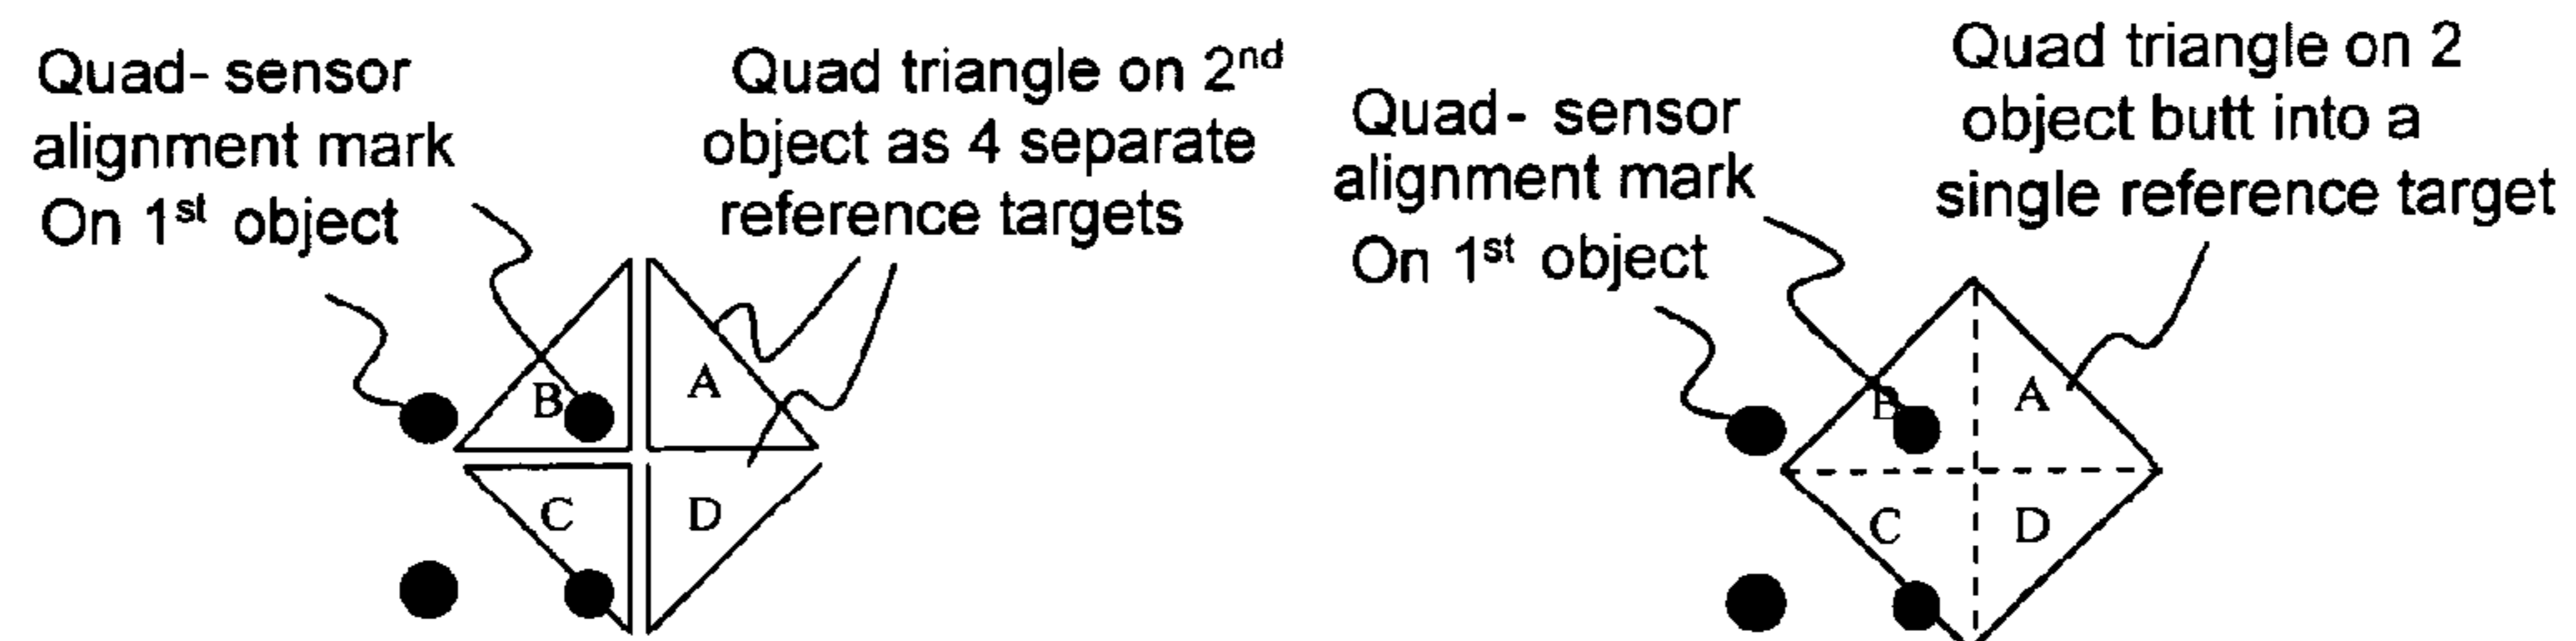 Quad- sensor
alignment mark
On 1st object
Quad triangle on 2nd
object as 4 separate
reference targets
B
A
C
D
Quad- sensor
alignment mark
On 1st object
Quad triangle on 2
object butt into a
single reference target
B
A
C
D